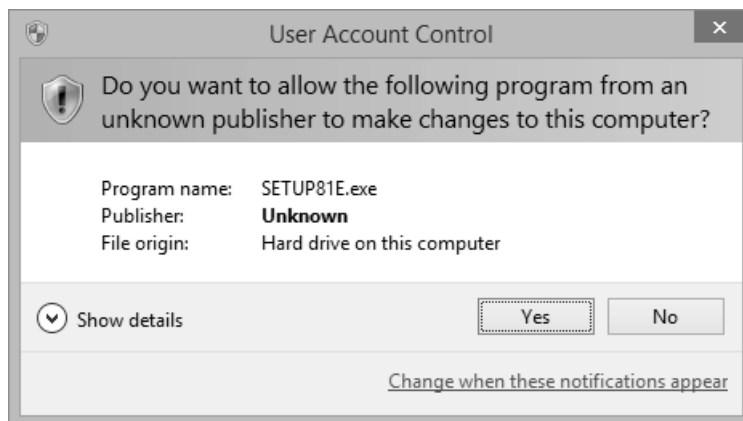 User Account Control
Do you want to allow the following program from an
unknown publisher to make changes to this computer?
Program name: SETUP81E.exe
Publisher: Unknown
File origin: Hard drive on this computer
Show details
Yes
No
Change when these notifications appear